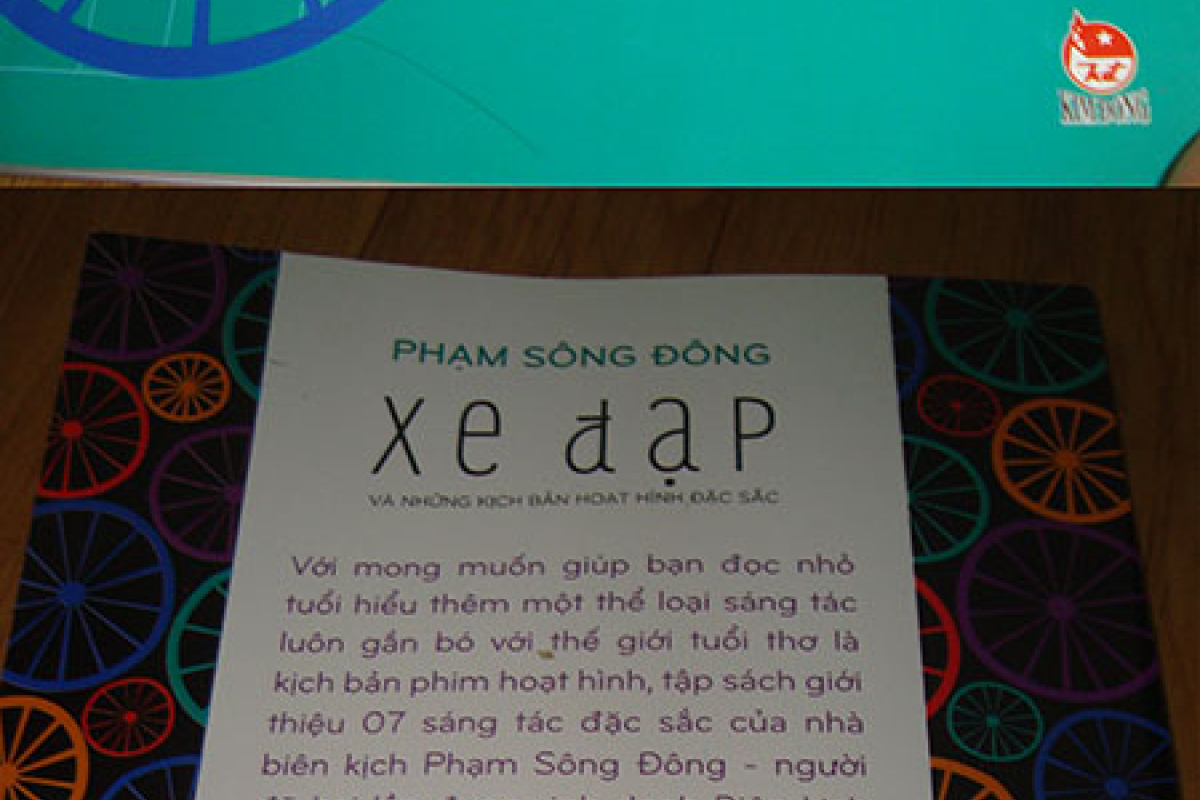 KIM ĐỒNG
PHẠM SÔNG ĐÔNG
xe đạp
VÀ NHỮNG KỊCH BẢN HOẠT HÌNH ĐẶC SẮC
Với mong muốn giúp bạn đọc nhỏ
tuổi hiểu thêm một thể loại sáng tác
luôn gắn bó với thế giới tuổi thơ là
kịch bản phim hoạt hình, tập sách giới
thiệu 07 sáng tác đặc sắc của nhà
biên kịch Phạm Sông Đông - người